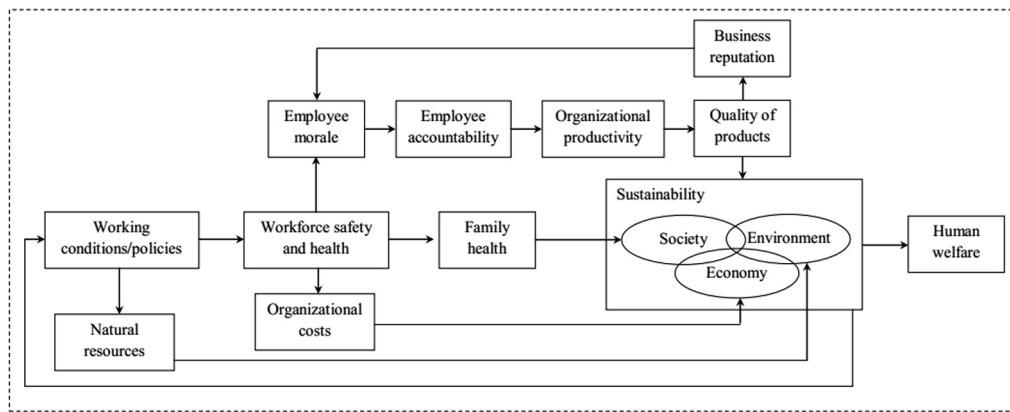 Business
reputation
Employee
morale
Employee
accountability
Organizational
productivity
Quality of
products
Sustainability
Working
conditions/policies
Workforce safety
and health
Family
health
Society
Environment
Economy
Human
welfare
Organizational
costs
Natural
resources